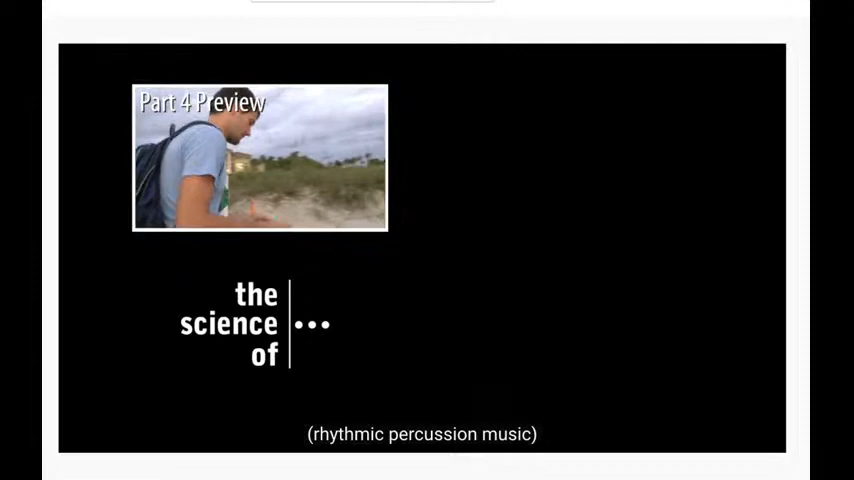 Part 4 Preview
the
science
of
...
(rhythmic percussion music)